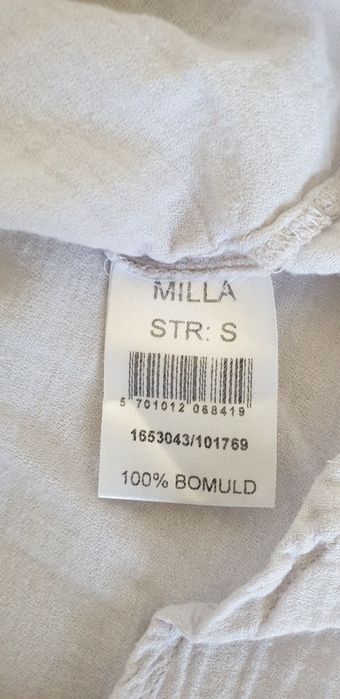 MILLA
STR: S
5 701012 068419
1653043/101769
100% BOMULD